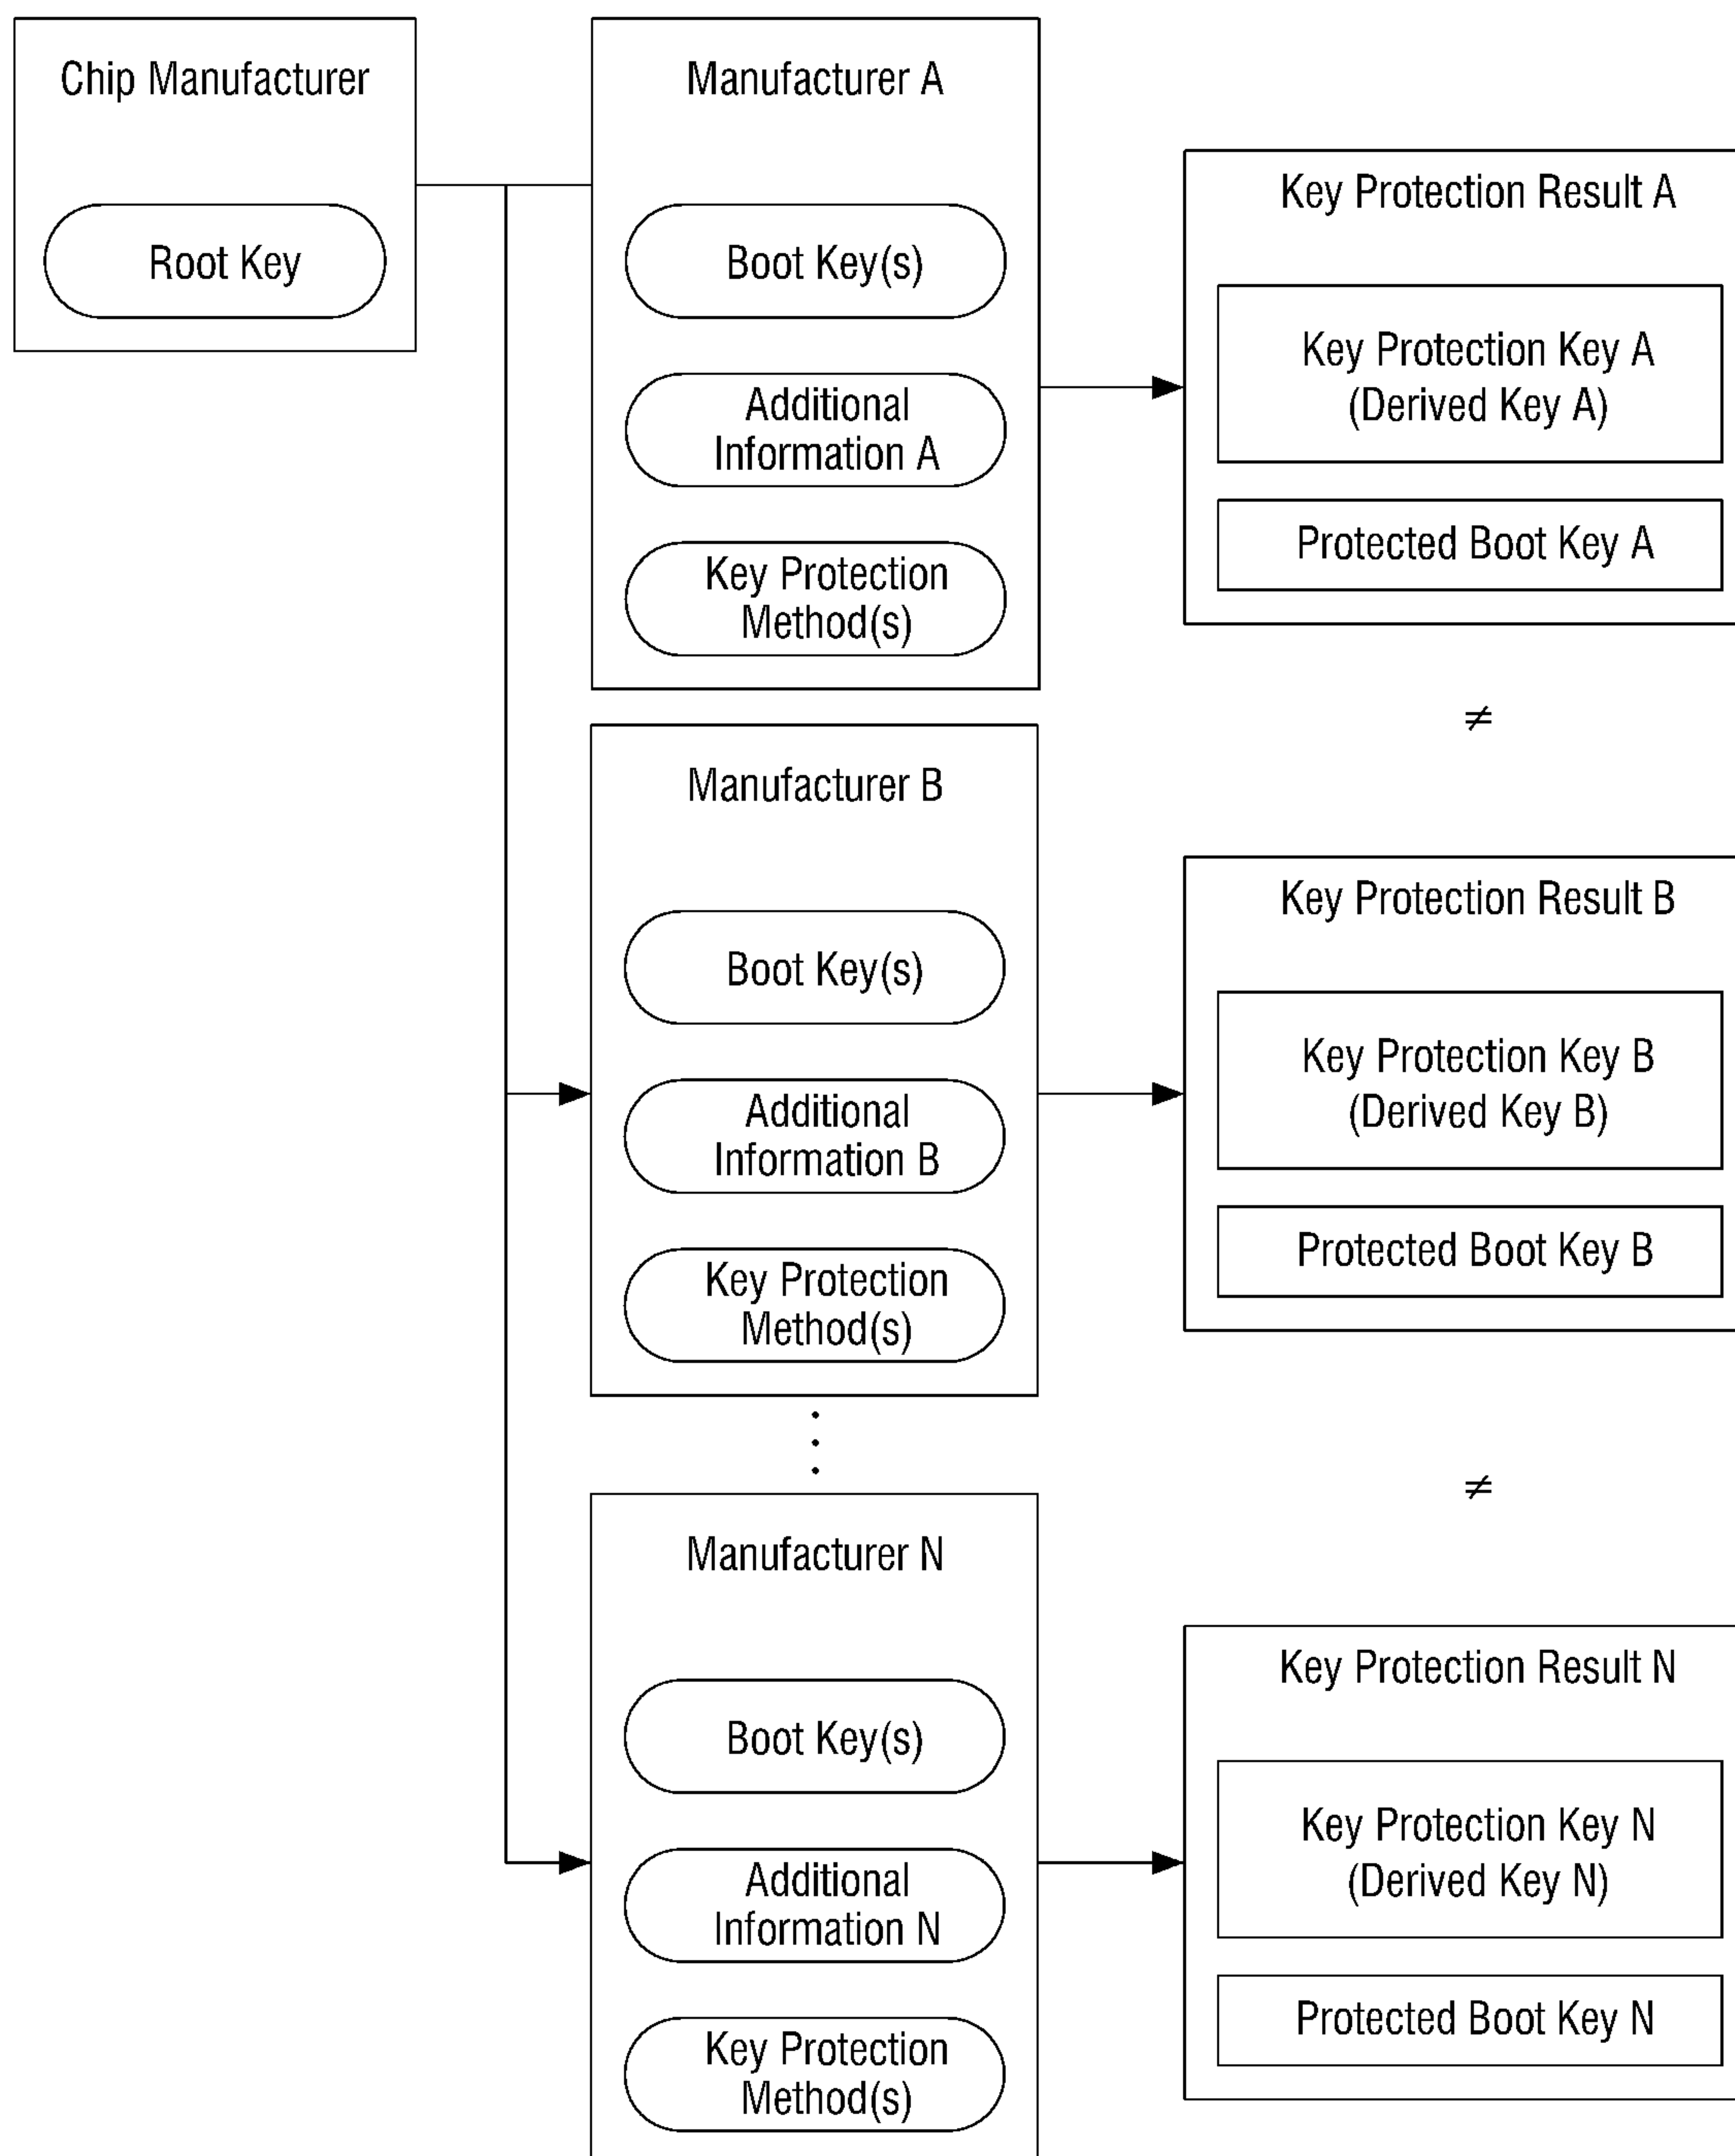 Chip Manufacturer
Root Key
Manufacturer A
Boot Key(s)
Additional
Information A
Key Protection
Method(s)
Key Protection Result A
Key Protection Key A
(Derived Key A)
Protected Boot Key A
≠
Manufacturer B
Boot Key(s)
Additional
Information B
Key Protection
Method(s)
Key Protection Result B
Key Protection Key B
(Derived Key B)
Protected Boot Key B
≠
Manufacturer N
Boot Key(s)
Additional
Information N
Key Protection
Method(s)
Key Protection Result N
Key Protection Key N
(Derived Key N)
Protected Boot Key N